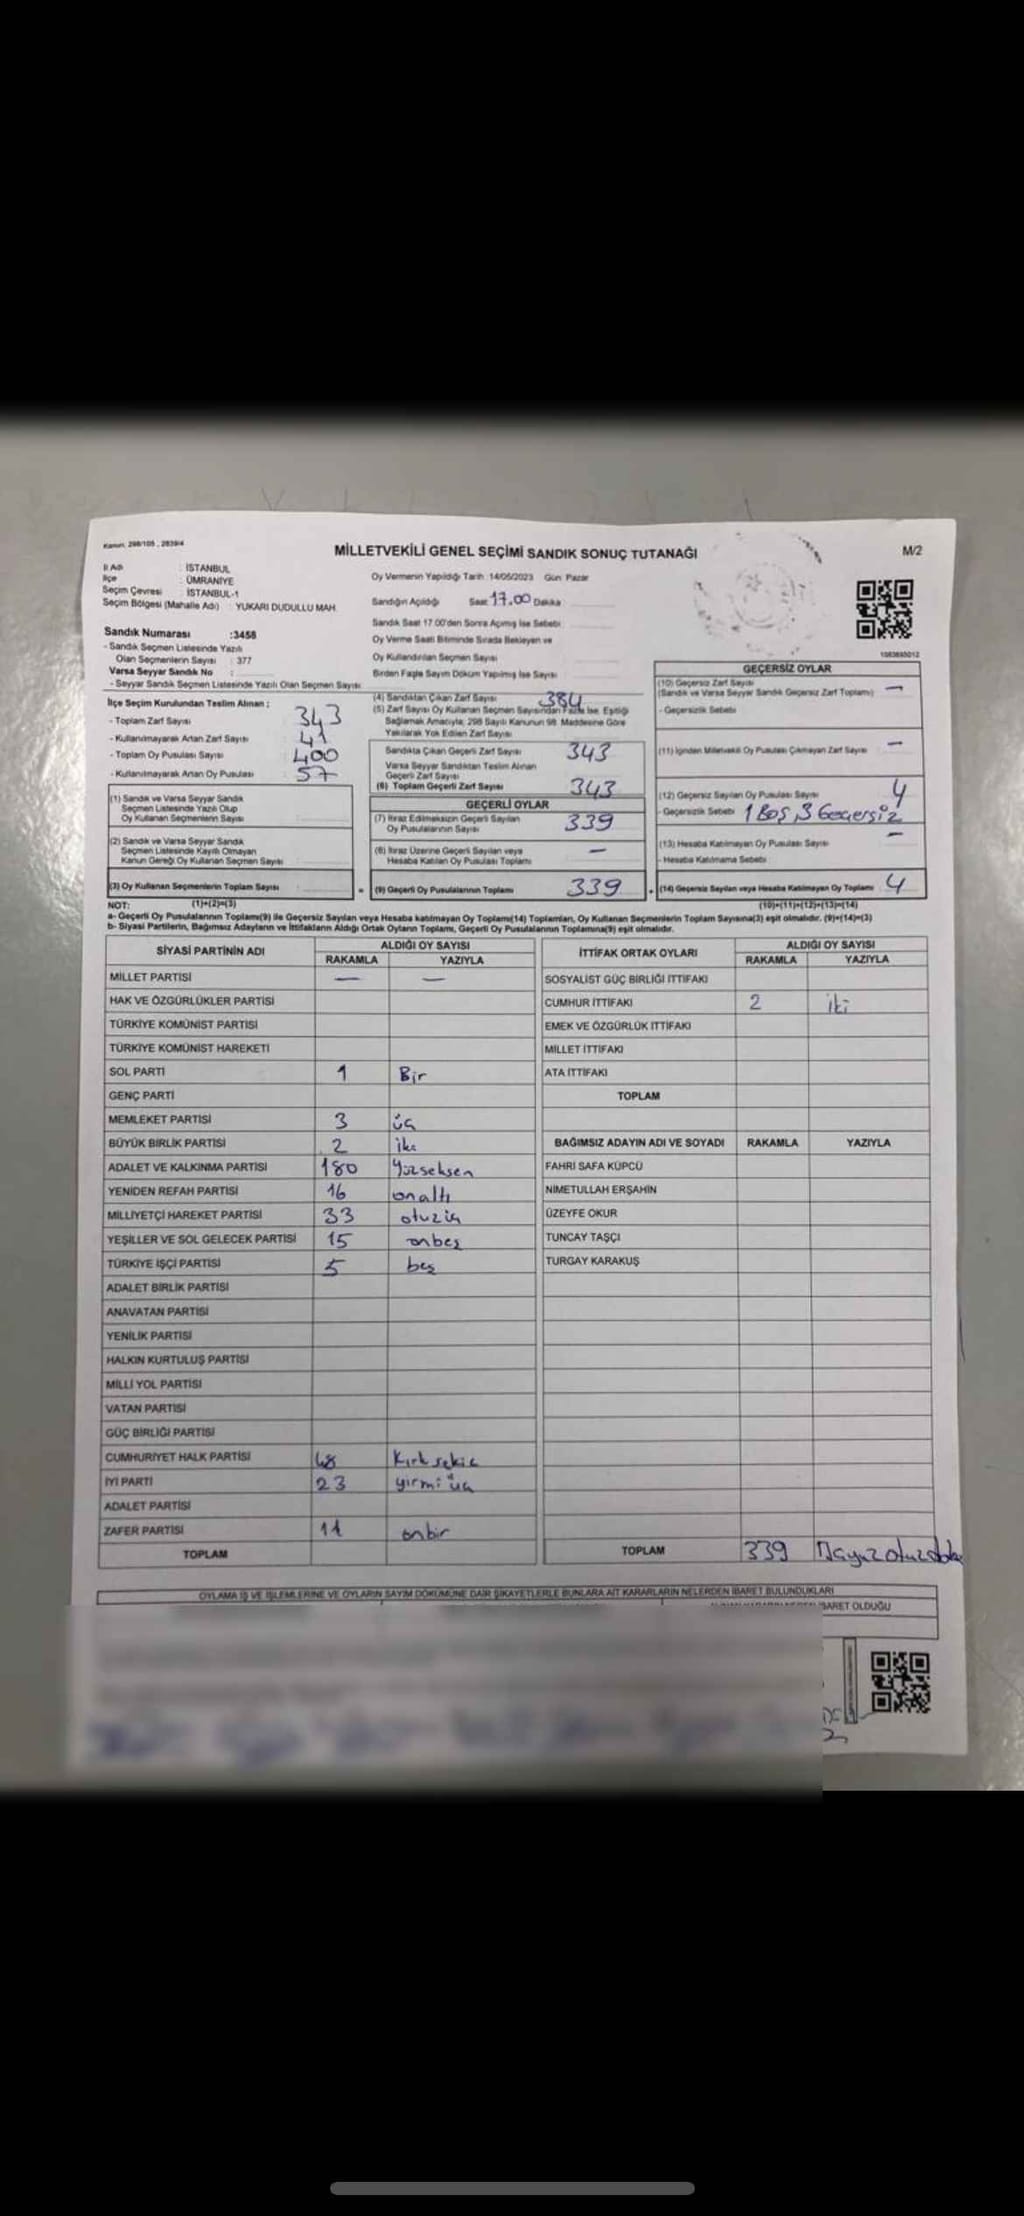 Kanun: 298/105, 2839/4
MİLLETVEKİLİ GENEL SEÇİMİ SANDIK SONUÇ TUTANAĞI
M/2
İl Adı : İSTANBUL
İlçe : ÜMRANİYE
Seçim Çevresi : İSTANBUL-1
Seçim Bölgesi (Mahalle Adı) : YUKARI DUDULLU MAH.
Oy Vermenin Yapıldığı Tarih :14/05/2023 Gün: Pazar
Sandığın Açıldığı Saat: 17.00 Dakika
Sandık Saat 17.00'den Sonra Açılmış İse Sebebi:
Oy Verme Saati Bitiminde Sırada Bekleyen ve
Oy Kullandırılan Seçmen Sayısı
Birden Fazla Sayım Döküm Yapılmış İse Sayısı
Sandık Numarası :3458
- Sandık Seçmen Listesinde Yazılı
Olan Seçmenlerin Sayısı : 377
Varsa Seyyar Sandık No :
- Seyyar Sandık Seçmen Listesinde Yazılı Olan Seçmen Sayısı:
İlçe Seçim Kurulundan Teslim Alınan ;
- Toplam Zarf Sayısı : 343
- Kullanılmayarak Artan Zarf Sayısı : 41
- Toplam Oy Pusulası Sayısı : 400
- Kullanılmayarak Artan Oy Pusulası : 57
(1) Sandık ve Varsa Seyyar Sandık
Seçmen Listesinde Yazılı Olup
Oy Kullanan Seçmenlerin Sayısı :
(2) Sandık ve Varsa Seyyar Sandık
Seçmen Listesinde Kayıtlı Olmayan
Kanun Gereği Oy Kullanan Seçmen Sayısı:
(3) Oy Kullanan Seçmenlerin Toplam Sayısı :
(1)+(2)=(3)
(4) Sandıktan Çıkan Zarf Sayısı 384
(5) Zarf Sayısı Oy Kullanan Seçmen Sayısından Fazla İse, Eşitliği
Sağlamak Amacıyla; 298 Sayılı Kanunun 98. Maddesine Göre
Yakılarak Yok Edilen Zarf Sayısı
Sandıkta Çıkan Geçerli Zarf Sayısı 343
Varsa Seyyar Sandıktan Teslim Alınan
Geçerli Zarf Sayısı
(6) Toplam Geçerli Zarf Sayısı 343
GEÇERLİ OYLAR
(7) İtiraz Edilmeksizin Geçerli Sayılan
Oy Pusulalarının Sayısı 339
(8) İtiraz Üzerine Geçerli Sayılan veya
Hesaba Katılan Oy Pusulası Toplamı —
= (9) Geçerli Oy Pusulalarının Toplamı 339
1083693012
GEÇERSİZ OYLAR
(10) Geçersiz Zarf Sayısı —
(Sandık ve Varsa Seyyar Sandık Geçersiz Zarf Toplamı)
- Geçersizlik Sebebi
(11) İçinden Milletvekili Oy Pusulası Çıkmayan Zarf Sayısı —
(12) Geçersiz Sayılan Oy Pusulası Sayısı 4
- Geçersizlik Sebebi 1 Boş 3 Geçersiz
(13) Hesaba Katılmayan Oy Pusulası Sayısı —
- Hesaba Katılmama Sebebi
+ (14) Geçersiz Sayılan veya Hesaba Katılmayan Oy Toplamı 4
(10)+(11)+(12)+(13)=(14)
NOT:
a- Geçerli Oy Pusulalarının Toplamı(9) ile Geçersiz Sayılan veya Hesaba katılmayan Oy Toplamı(14) Toplamları, Oy Kullanan Seçmenlerin Toplam Sayısına(3) eşit olmalıdır. (9)+(14)=(3)
b- Siyasi Partilerin, Bağımsız Adayların ve İttifakların Aldığı Ortak Oyların Toplamı, Geçerli Oy Pusulalarının Toplamına(9) eşit olmalıdır.
SİYASİ PARTİNİN ADI ALDIĞI OY SAYISI
RAKAMLA YAZIYLA
MİLLET PARTİSİ — —
HAK VE ÖZGÜRLÜKLER PARTİSİ
TÜRKİYE KOMÜNİST PARTİSİ
TÜRKİYE KOMÜNİST HAREKETİ
SOL PARTİ 1 Bir
GENÇ PARTİ
MEMLEKET PARTİSİ 3 üç
BÜYÜK BİRLİK PARTİSİ 2 iki
ADALET VE KALKINMA PARTİSİ 180 Yüzseksen
YENİDEN REFAH PARTİSİ 16 onaltı
MİLLİYETÇİ HAREKET PARTİSİ 33 otuzüç
YEŞİLLER VE SOL GELECEK PARTİSİ 15 onbeş
TÜRKİYE İŞÇİ PARTİSİ 5 beş
ADALET BİRLİK PARTİSİ
ANAVATAN PARTİSİ
YENİLİK PARTİSİ
HALKIN KURTULUŞ PARTİSİ
MİLLİ YOL PARTİSİ
VATAN PARTİSİ
GÜÇ BİRLİĞİ PARTİSİ
CUMHURİYET HALK PARTİSİ 48 Kırk sekiz
İYİ PARTİ 23 yirmi üç
ADALET PARTİSİ
ZAFER PARTİSİ 11 onbir
TOPLAM
İTTİFAK ORTAK OYLARI ALDIĞI OY SAYISI
RAKAMLA YAZIYLA
SOSYALİST GÜÇ BİRLİĞİ İTTİFAKI
CUMHUR İTTİFAKI 2 iki
EMEK VE ÖZGÜRLÜK İTTİFAKI
MİLLET İTTİFAKI
ATA İTTİFAKI
TOPLAM
BAĞIMSIZ ADAYIN ADI VE SOYADI RAKAMLA YAZIYLA
FAHRİ SAFA KÜPCÜ
NİMETULLAH ERŞAHİN
ÜZEYFE OKUR
TUNCAY TAŞÇI
TURGAY KARAKUŞ
TOPLAM 339
OYLAMA İŞ VE İŞLEMLERİNE VE OYLARIN SAYIM DÖKÜMÜNE DAİR ŞİKAYETLERLE BUNLARA AİT KARARLARIN NELERDEN İBARET BULUNDUKLARI
İBARET OLDUĞU